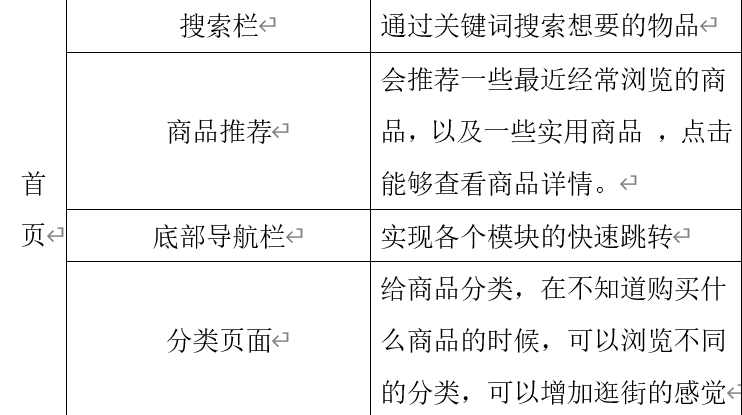 搜索栏
通过关键词搜索想要的物品
商品推荐
会推荐一些最近经常浏览的商
品，以及一些实用商品 ，点击
能够查看商品详情。
首
页
底部导航栏
实现各个模块的快速跳转
分类页面
给商品分类，在不知道购买什
么商品的时候，可以浏览不同
的分类，可以增加逛街的感觉